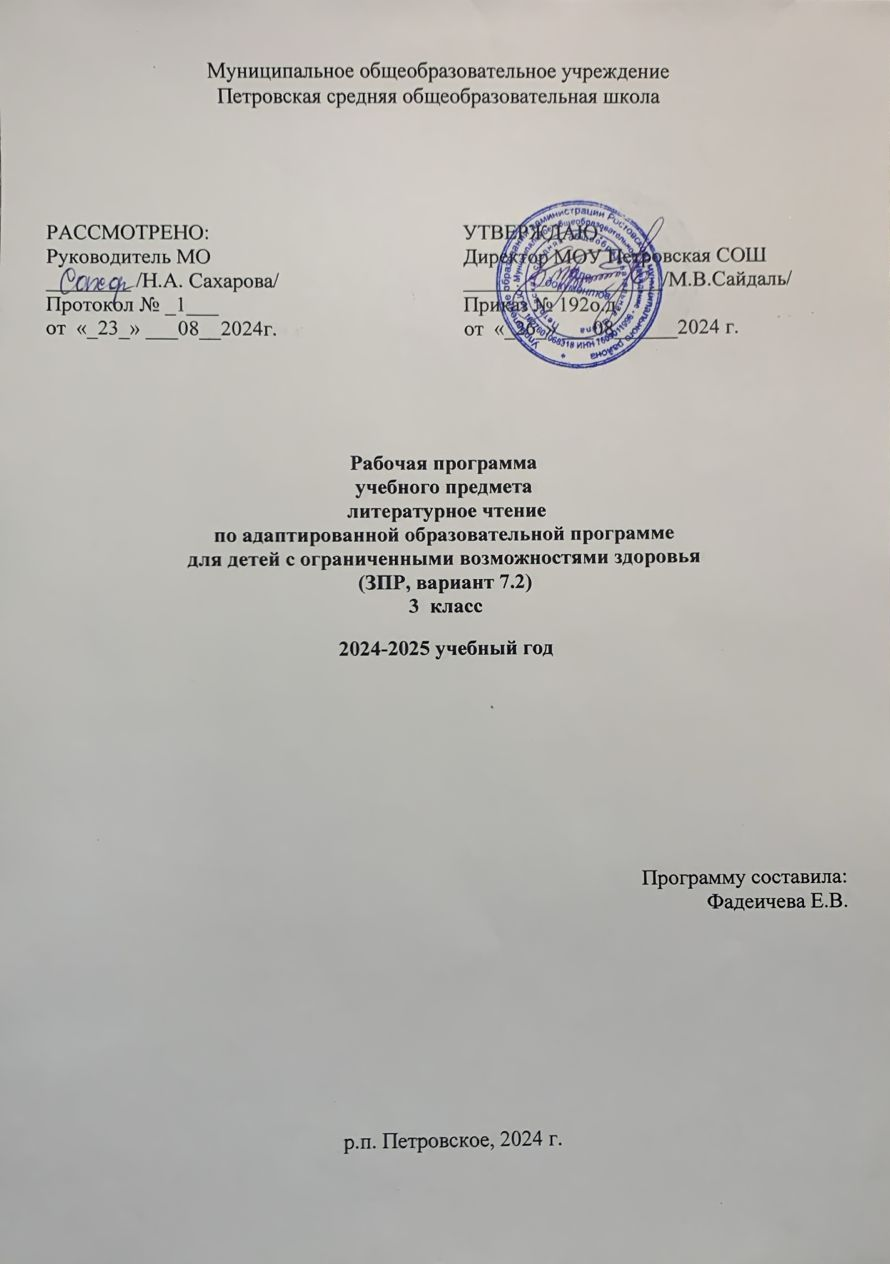 Муниципальное общеобразовательное учреждение
Петровская средняя общеобразовательная школа
РАССМОТРЕНО:
Руководитель МО
/Н.А. Сахарова/
Протокол № _1___
от «_23_» ___08__2024г.
УТВЕРЖДАЮ:
Директор МОУ Петровская СОШ
/М.В.Сайдаль/
Приказ № 192о/д
от « 08 2024 г.
Рабочая программа
учебного предмета
литературное чтение
по адаптированной образовательной программе
для детей с ограниченными возможностями здоровья
(ЗПР, вариант 7.2)
3 класс
2024-2025 учебный год
Программу составила:
Фадеичева Е.В.
р.п. Петровское, 2024 г.